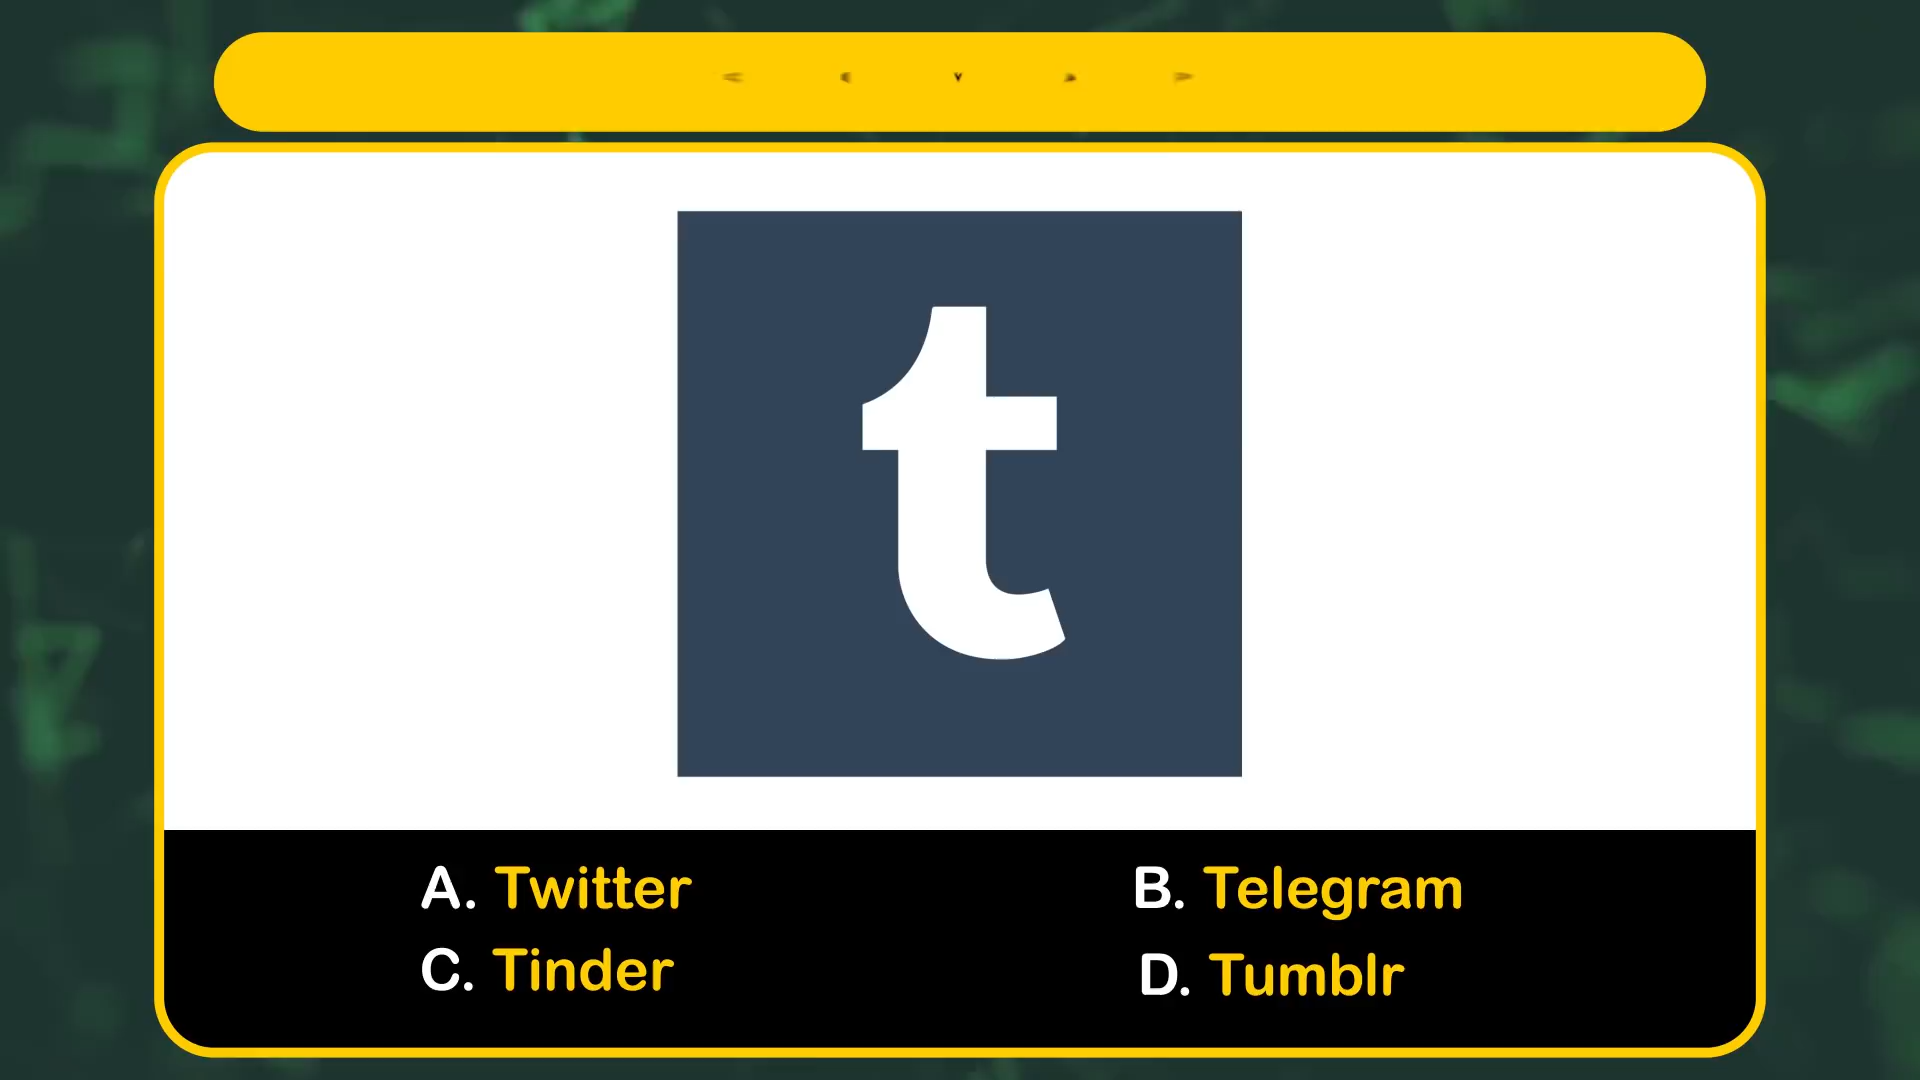 t
A. Twitter
B. Telegram
C. Tinder
D. Tumblr